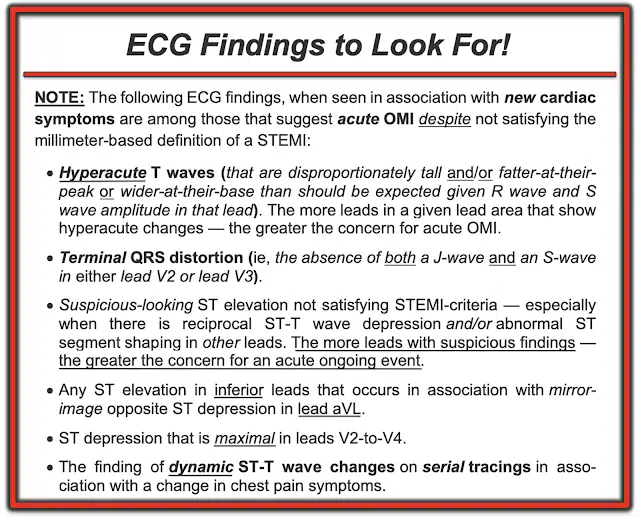 ECG Findings to Look For!
NOTE: The following ECG findings, when seen in association with new cardiac
symptoms are among those that suggest acute OMI despite not satisfying the
millimeter-based definition of a STEMI:
• Hyperacute T waves (that are disproportionately tall and/or fatter-at-their-
peak or wider-at-their-base than should be expected given R wave and S
wave amplitude in that lead). The more leads in a given lead area that show
hyperacute changes — the greater the concern for acute OMI.
• Terminal QRS distortion (ie, the absence of both a J-wave and an S-wave
in either lead V2 or lead V3).
• Suspicious-looking ST elevation not satisfying STEMI-criteria — especially
when there is reciprocal ST-T wave depression and/or abnormal ST
segment shaping in other leads. The more leads with suspicious findings —
the greater the concern for an acute ongoing event.
• Any ST elevation in inferior leads that occurs in association with mirror-
image opposite ST depression in lead aVL.
• ST depression that is maximal in leads V2-to-V4.
• The finding of dynamic ST-T wave changes on serial tracings in asso-
ciation with a change in chest pain symptoms.